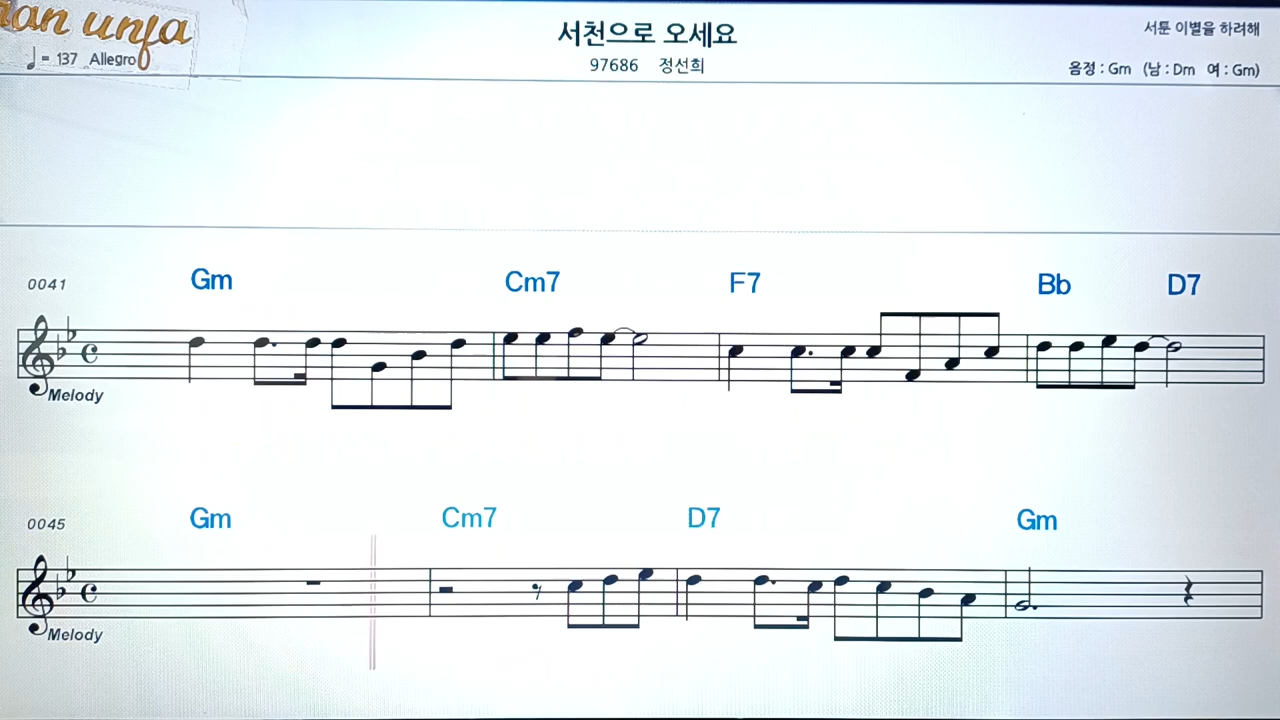 unfa
서천으로 오세요
서툰 이별을 하려해
♩ = 137 Allegro
97686 정선희
음정 : Gm (남 : Dm 여 : Gm)
0041 Gm Cm7 F7 Bb D7
Melody
0045 Gm Cm7 D7 Gm
Melody